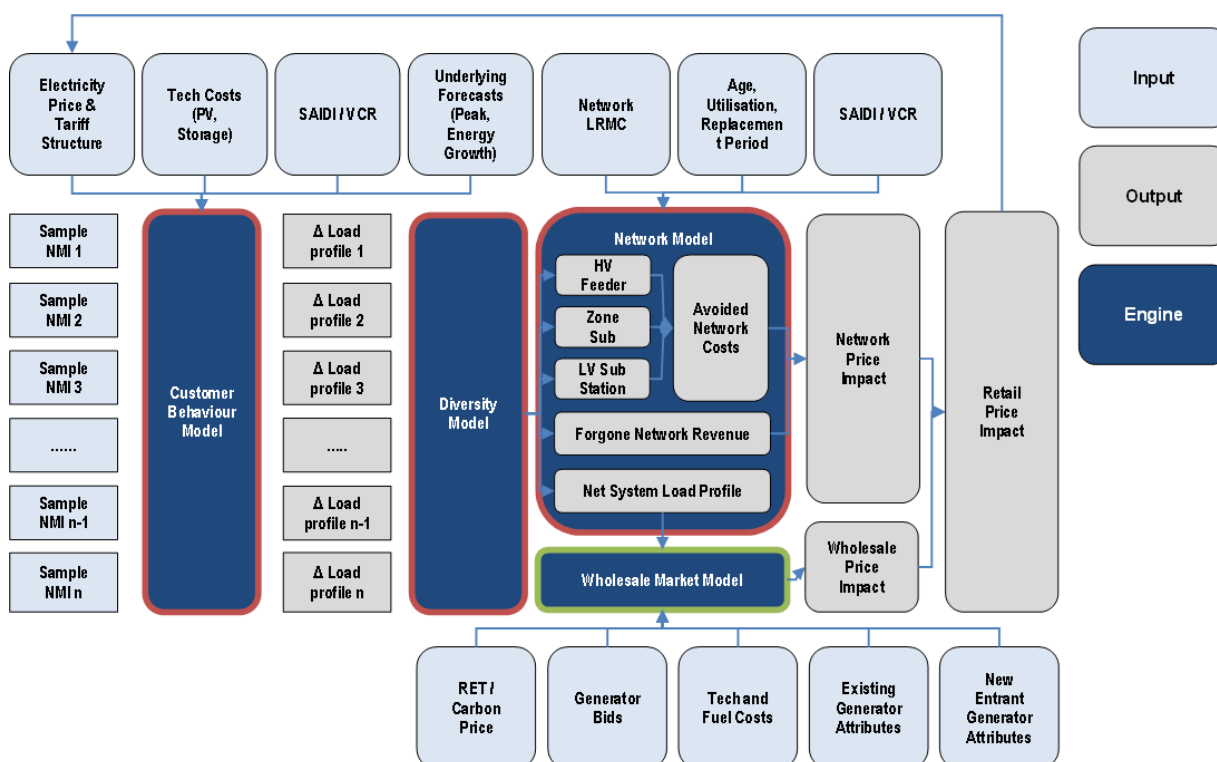 Electricity
Price &
Tariff
Structure
Tech Costs
(PV,
Storage)
SAIDI / VCR
Underlying
Forecasts
(Peak,
Energy
Growth)
Network
LRMC
Age,
Utilisation,
Replacemen
t Period
SAIDI / VCR
Input
Output
Engine
Sample
NMI 1
Sample
NMI 2
Sample
NMI 3
......
Sample
NMI n-1
Sample
NMI n
Customer
Behaviour
Model
Δ Load
profile 1
Δ Load
profile 2
Δ Load
profile 3
.....
Δ Load
profile n-1
Δ Load
profile n
Diversity
Model
Network Model
HV
Feeder
Zone
Sub
LV Sub
Station
Avoided
Network
Costs
Forgone Network Revenue
Net System Load Profile
Wholesale Market Model
Network
Price
Impact
Wholesale
Price
Impact
Retail
Price
Impact
RET /
Carbon
Price
Generator
Bids
Tech and
Fuel Costs
Existing
Generator
Attributes
New
Entrant
Generator
Attributes